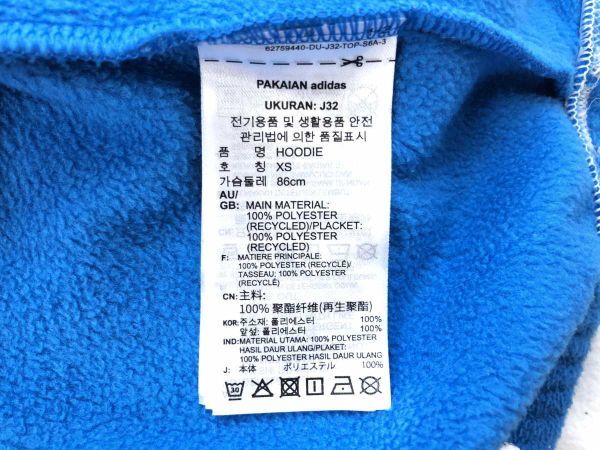 62759440-DU-J32-TOP-S6A-3
PAKAIAN adidas
UKURAN: J32
전기용품 및 생활용품 안전
관리법에 의한 품질표시
품 명 HOODIE
호 칭 XS
가슴둘레 86cm
AU/
GB: MAIN MATERIAL:
100% POLYESTER
(RECYCLED)/PLACKET:
100% POLYESTER
(RECYCLED)
F: MATIERE PRINCIPALE:
100% POLYESTER (RECYCLÉ)/
TASSEAU: 100% POLYESTER
(RECYCLÉ)
CN: 主料:
100% 聚酯纤维(再生聚酯)
KOR: 주소재: 폴리에스터 100%
앞섶: 폴리에스터 100%
IND: MATERIAL UTAMA: 100% POLYESTER
HASIL DAUR ULANG/PLAKET:
100% POLYESTER HASIL DAUR ULANG
J: 本体 ポリエステル 100%
30